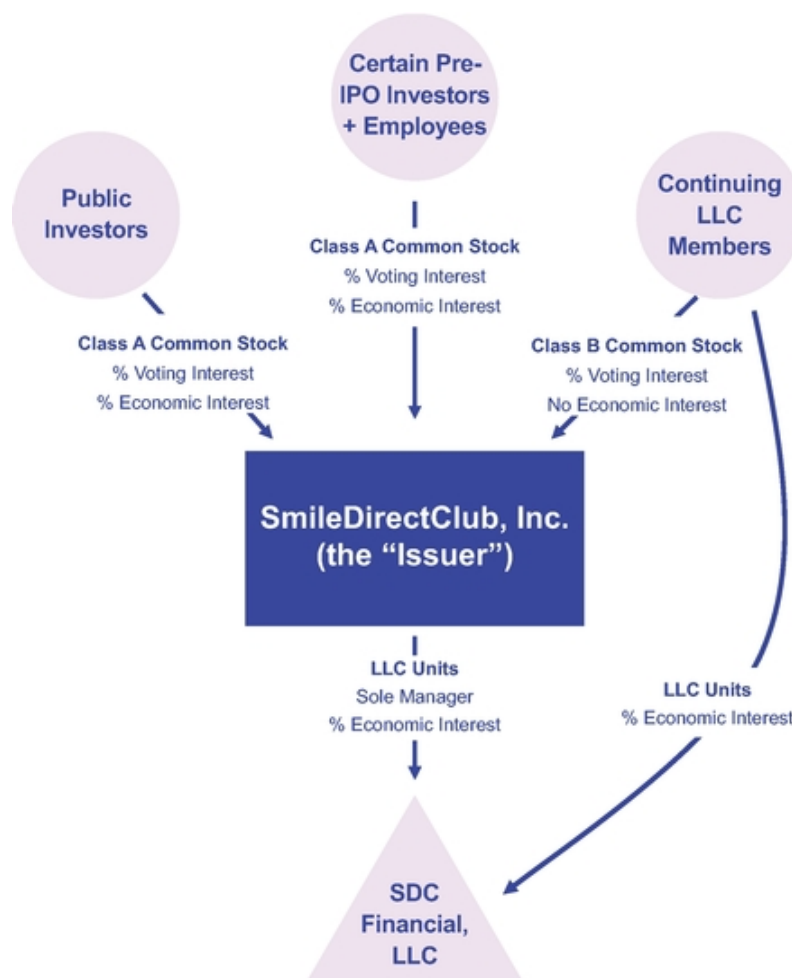 Certain Pre-
IPO Investors
+ Employees
Public
Investors
Continuing
LLC
Members
Class A Common Stock
% Voting Interest
% Economic Interest
Class A Common Stock
% Voting Interest
% Economic Interest
Class B Common Stock
% Voting Interest
No Economic Interest
SmileDirectClub, Inc.
(the “Issuer”)
LLC Units
Sole Manager
% Economic Interest
LLC Units
% Economic Interest
SDC
Financial,
LLC